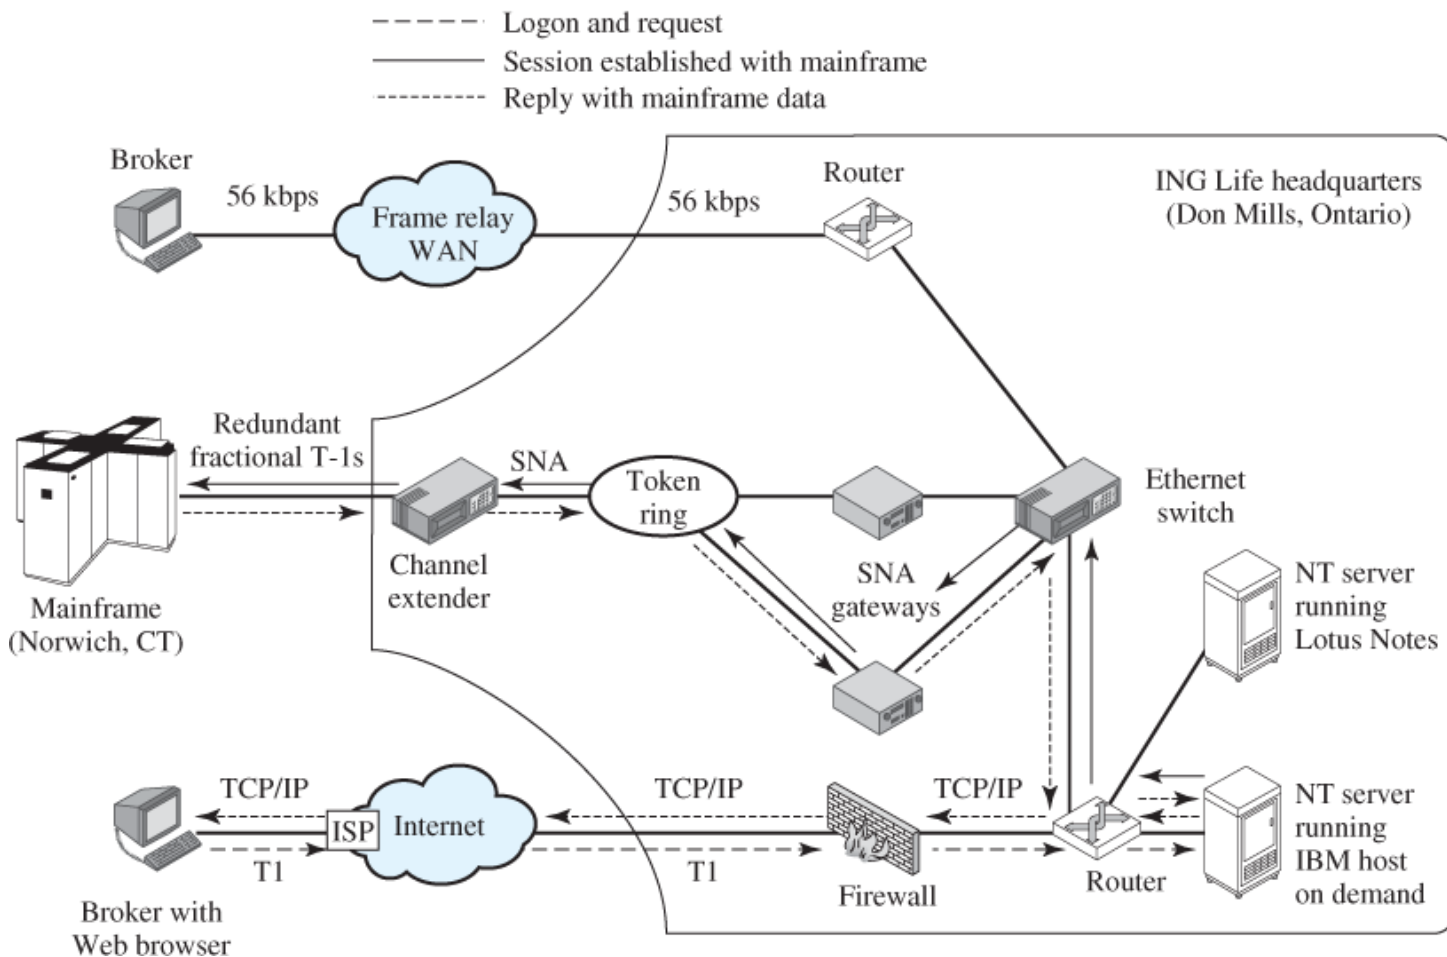 Logon and request
Session established with mainframe
Reply with mainframe data
Broker
56 kbps
Frame relay
WAN
56 kbps
Router
ING Life headquarters
(Don Mills, Ontario)
Redundant
fractional T-1s
SNA
Token
ring
Ethernet
switch
Channel
extender
SNA
gateways
Mainframe
(Norwich, CT)
NT server
running
Lotus Notes
TCP/IP
ISP
Internet
T1
TCP/IP
T1
TCP/IP
Firewall
Router
NT server
running
IBM host
on demand
Broker with
Web browser